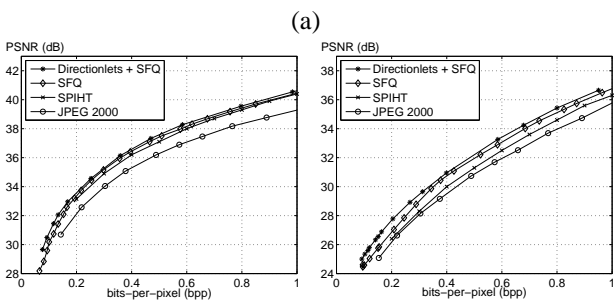 (a)
PSNR (dB)
42
40
38
36
34
32
30
28
0
0.2
0.4
0.6
0.8
1
bits-per-pixel (bpp)
Directionlets + SFQ
SFQ
SPIHT
JPEG 2000
PSNR (dB)
38
36
34
32
30
28
26
24
0
0.2
0.4
0.6
0.8
1
bits-per-pixel (bpp)
Directionlets + SFQ
SFQ
SPIHT
JPEG 2000